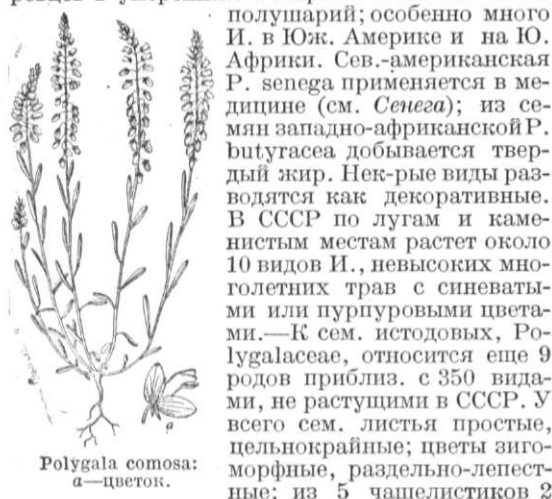 полушарий; особенно много
И. в Юж. Америке и на Ю.
Африки. Сев.-американская
P. senega применяется в ме-
дицине (см. Сенега); из се-
мян западно-африканской P.
butyracea добывается твер-
дый жир. Нек-рые виды раз-
водятся как декоративные.
В СССР по лугам и каме-
нистым местам растет около
10 видов И., невысоких мно-
голетних трав с синеваты-
ми или пурпуровыми цвета-
ми.—К сем. истодовых, Po-
lygalaceae, относится еще 9
родов приблиз. с 350 вида-
ми, не растущими в СССР. У
всего сем. листья простые,
цельнокрайные; цветы зиго-
морфные, раздельно-лепест-
ные; из 5 чашелистиков 2
a
Polygala comosa:
a—цветок.